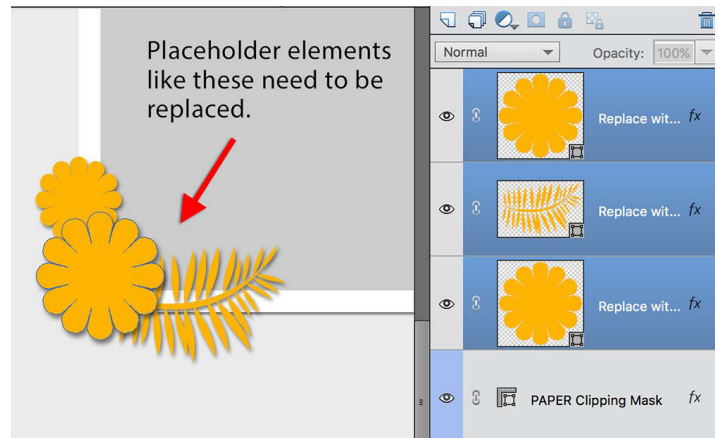 Placeholder elements
like these need to be
replaced.
Normal
Opacity: 100%
Replace wit... fx
Replace wit... fx
Replace wit... fx
PAPER Clipping Mask fx